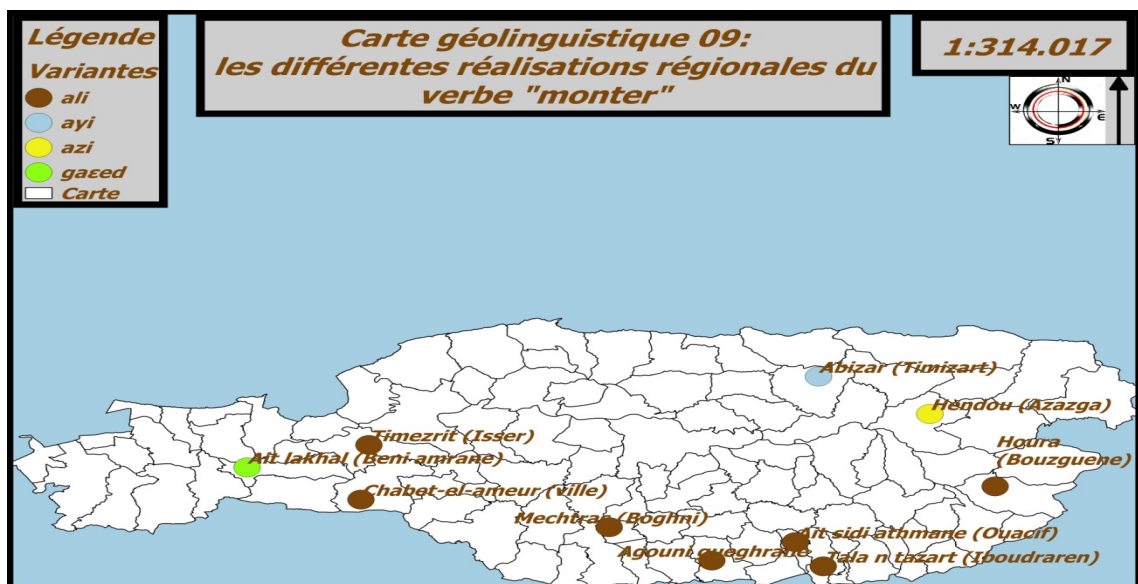 Légende
Variantes
ali
ayi
azi
gaɛed
Carte
Carte géolinguistique 09:
les différentes réalisations régionales du
verbe "monter"
1:314.017
N
W
E
S
Abizar (Timizart)
Hendou (Azazga)
Houra
(Bouzguene)
Timezrit (Isser)
Ait lakhal (Beni amrane)
Chabet-el-ameur (ville)
Mechtras (Boghni)
Ait sidi athmane (Ouacif)
Agouni gueghrane
Tala n tazart (Iboudraren)